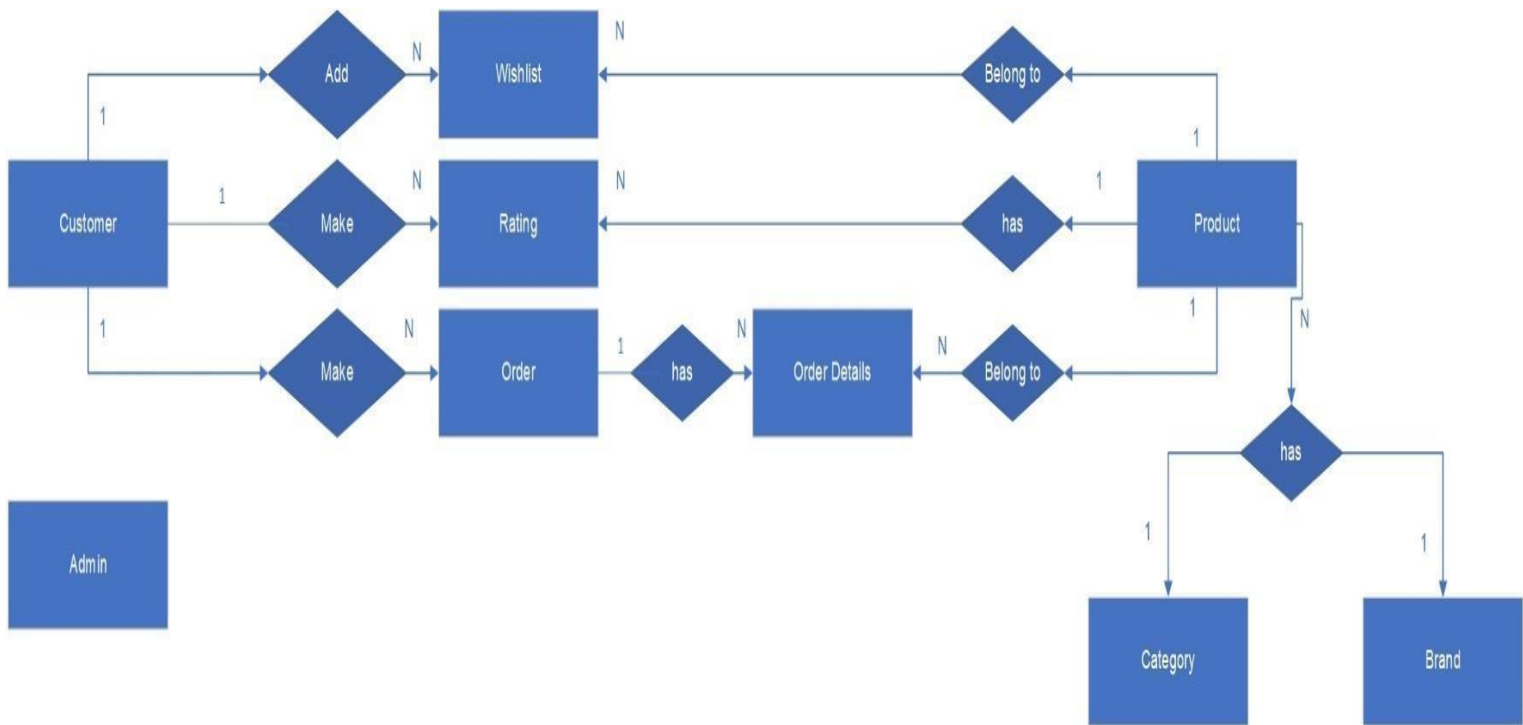 N
N
Add
Wishlist
Belong to
1
1
1
N
N
1
Customer
Make
Rating
has
Product
1
N
1
N
N
1
N
Make
Order
has
Order Details
Belong to
has
1
1
Admin
Category
Brand